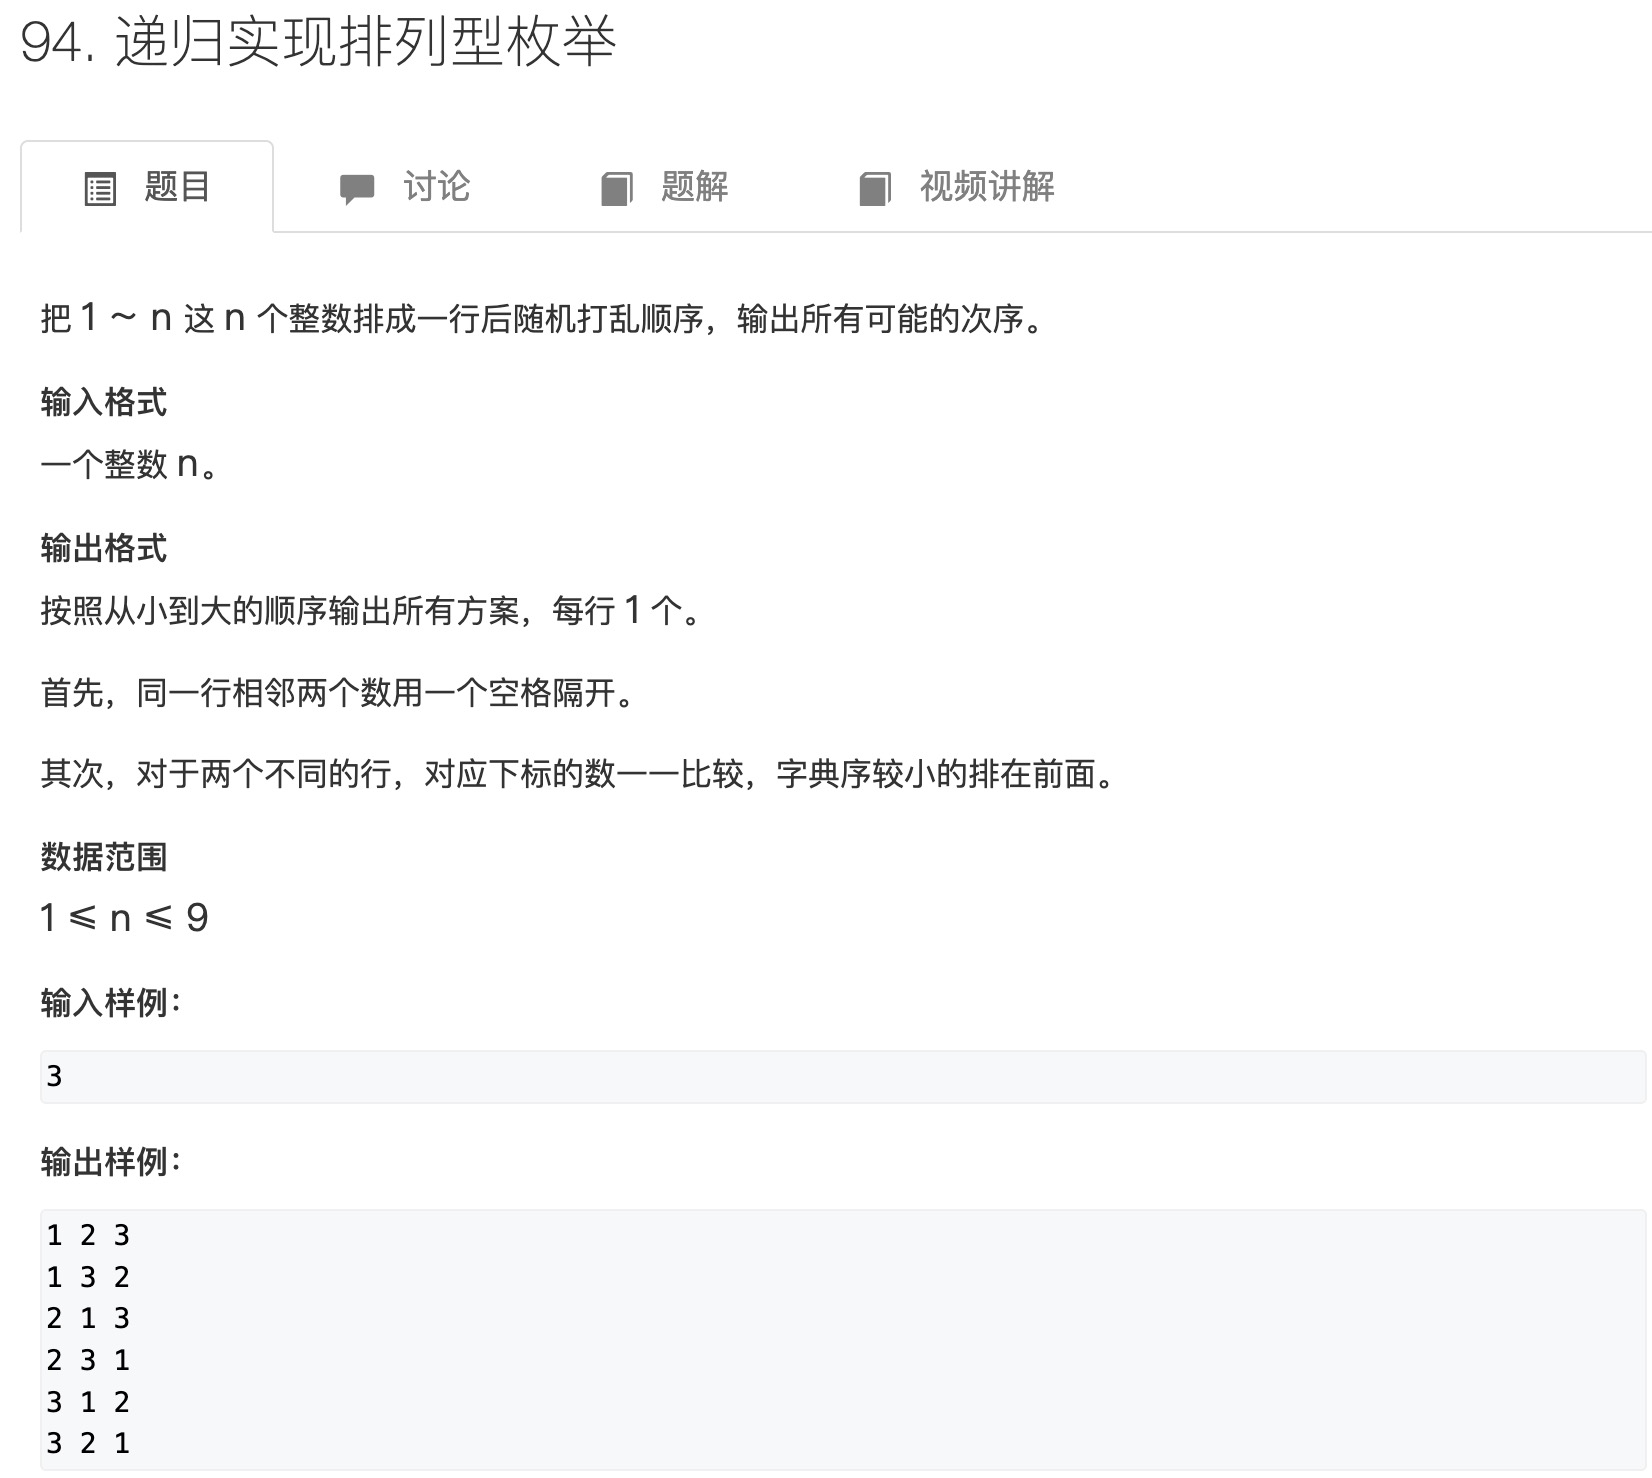 94. 递归实现排列型枚举
题目 讨论 题解 视频讲解
把 1 ~ n 这 n 个整数排成一行后随机打乱顺序，输出所有可能的次序。
输入格式
一个整数 n。
输出格式
按照从小到大的顺序输出所有方案，每行 1 个。
首先，同一行相邻两个数用一个空格隔开。
其次，对于两个不同的行，对应下标的数一一比较，字典序较小的排在前面。
数据范围
1 ⩽ n ⩽ 9
输入样例：
3
输出样例：
1 2 3
1 3 2
2 1 3
2 3 1
3 1 2
3 2 1